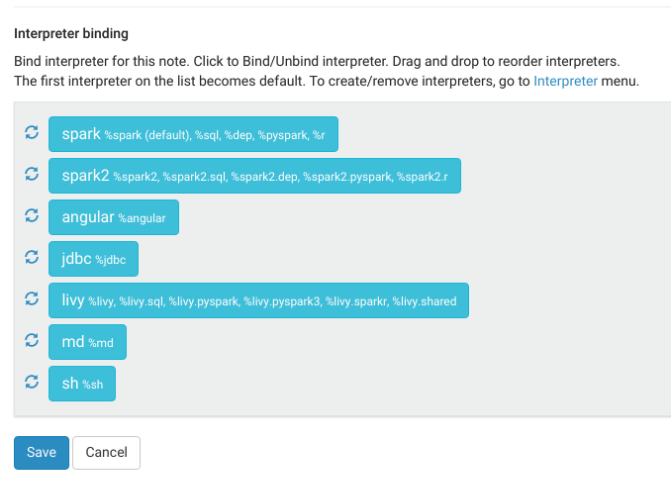 Interpreter binding
Bind interpreter for this note. Click to Bind/Unbind interpreter. Drag and drop to reorder interpreters.
The first interpreter on the list becomes default. To create/remove interpreters, go to Interpreter menu.
spark %spark (default), %sql, %dep, %pyspark, %r
spark2 %spark2, %spark2.sql, %spark2.dep, %spark2.pyspark, %spark2.r
angular %angular
jdbc %jdbc
livy %livy, %livy.sql, %livy.pyspark, %livy.pyspark3, %livy.sparkr, %livy.shared
md %md
sh %sh
Save Cancel